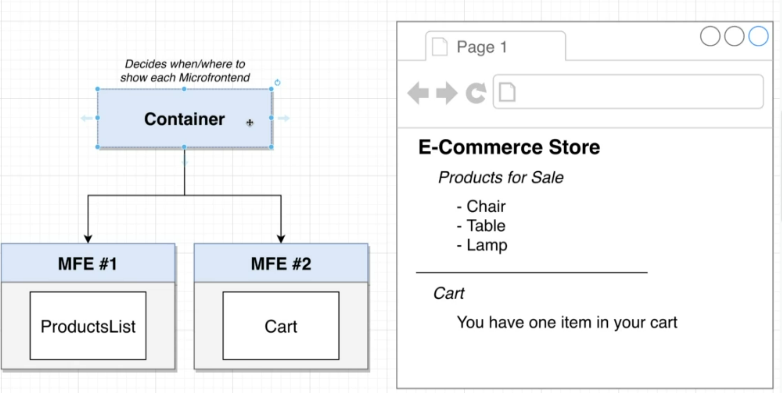 Decides when/where to
show each Microfrontend
Container
MFE #1
ProductsList
MFE #2
Cart
Page 1
E-Commerce Store
Products for Sale
- Chair
- Table
- Lamp
Cart
You have one item in your cart